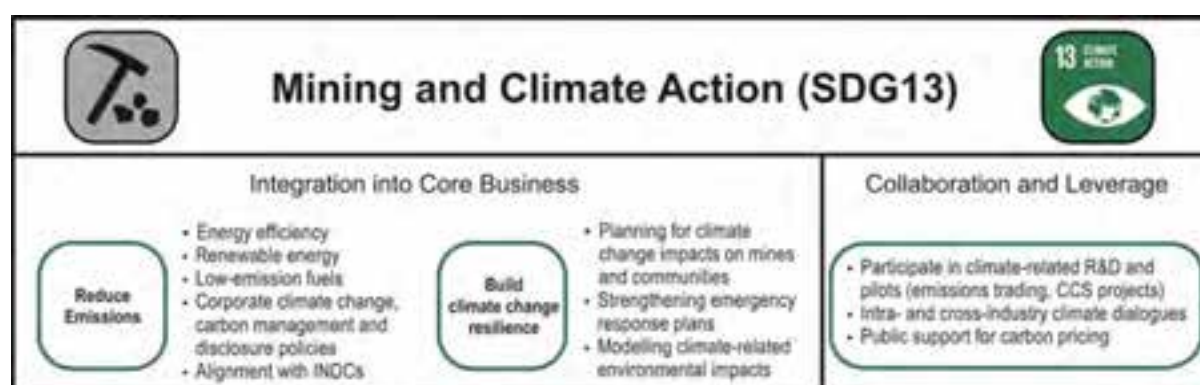 Mining and Climate Action (SDG13)
13 CLIMATE
ACTION
Integration into Core Business
Reduce
Emissions
• Energy efficiency
• Renewable energy
• Low-emission fuels
• Corporate climate change,
carbon management and
disclosure policies
• Alignment with INDCs
Build
climate change
resilience
• Planning for climate
change impacts on mines
and communities
• Strengthening emergency
response plans
• Modelling climate-related
environmental impacts
Collaboration and Leverage
• Participate in climate-related R&D and
pilots (emissions trading, CCS projects)
• Intra- and cross-industry climate dialogues
• Public support for carbon pricing